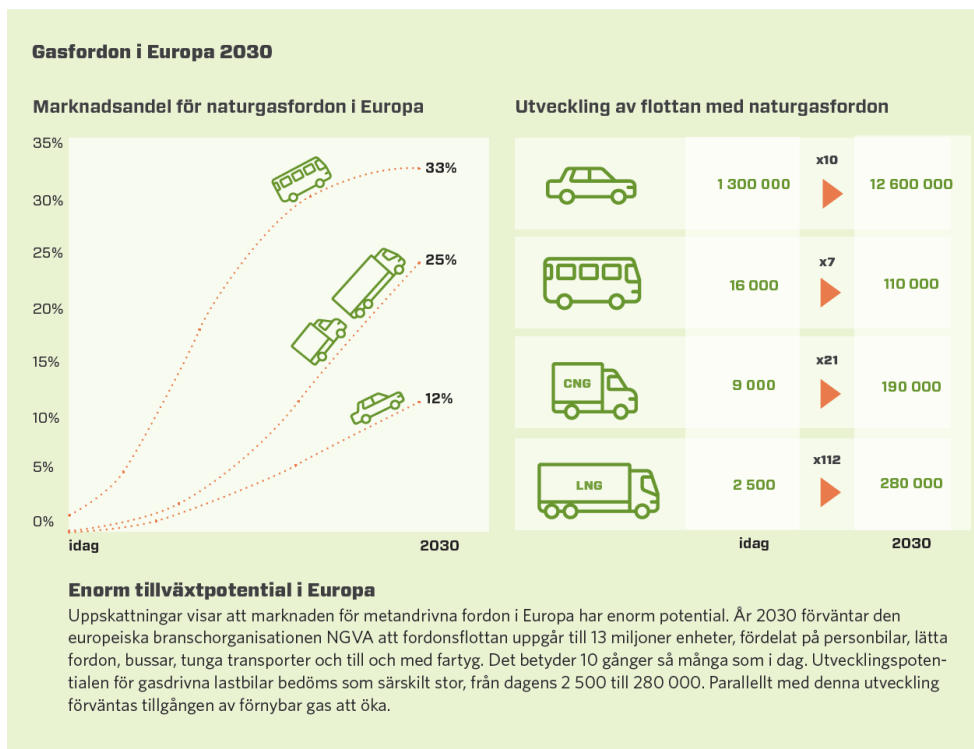 Gasfordon i Europa 2030
Marknadsandel för naturgasfordon i Europa
35%
30%
25%
20%
15%
10%
5%
0%
33%
25%
12%
idag
2030
Utveckling av flottan med naturgasfordon
1 300 000
x10
12 600 000
16 000
x7
110 000
CNG
9 000
x21
190 000
LNG
2 500
x112
280 000
idag
2030
Enorm tillväxtpotential i Europa
Uppskattningar visar att marknaden för metandrivna fordon i Europa har enorm potential. År 2030 förväntar den
europeiska branschorganisationen NGVA att fordonsflottan uppgår till 13 miljoner enheter, fördelat på personbilar, lätta
fordon, bussar, tunga transporter och till och med fartyg. Det betyder 10 gånger så många som i dag. Utvecklingspoten-
tialen för gasdrivna lastbilar bedöms som särskilt stor, från dagens 2 500 till 280 000. Parallellt med denna utveckling
förväntas tillgången av förnybar gas att öka.